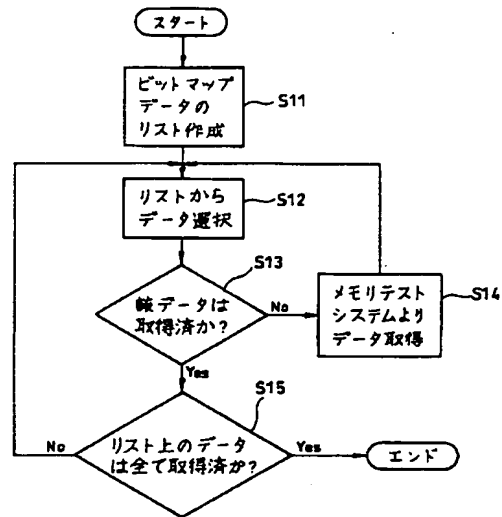 スタート
ビットマップ
データの
リスト作成
S11
リストから
データ選択
S12
S13
該データは
取得済か?
No
メモリテスト
システムより
データ取得
S14
Yes
S15
No
リスト上のデータ
は全て取得済か?
Yes
エンド